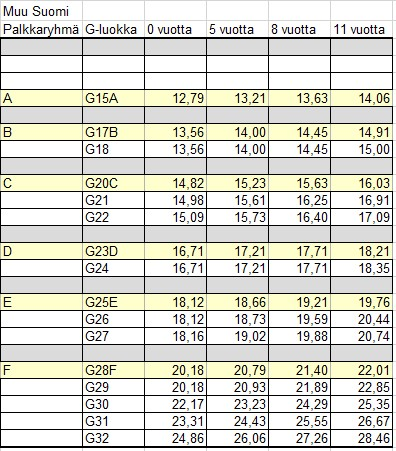 Muu Suomi
Palkkaryhmä G-luokka 0 vuotta 5 vuotta 8 vuotta 11 vuotta
A G15A 12,79 13,21 13,63 14,06
B G17B 13,56 14,00 14,45 14,91
G18 13,56 14,00 14,45 15,00
C G20C 14,82 15,23 15,63 16,03
G21 14,98 15,61 16,25 16,91
G22 15,09 15,73 16,40 17,09
D G23D 16,71 17,21 17,71 18,21
G24 16,71 17,21 17,71 18,35
E G25E 18,12 18,66 19,21 19,76
G26 18,12 18,73 19,59 20,44
G27 18,16 19,02 19,88 20,74
F G28F 20,18 20,79 21,40 22,01
G29 20,18 20,93 21,89 22,85
G30 22,17 23,23 24,29 25,35
G31 23,31 24,43 25,55 26,67
G32 24,86 26,06 27,26 28,46